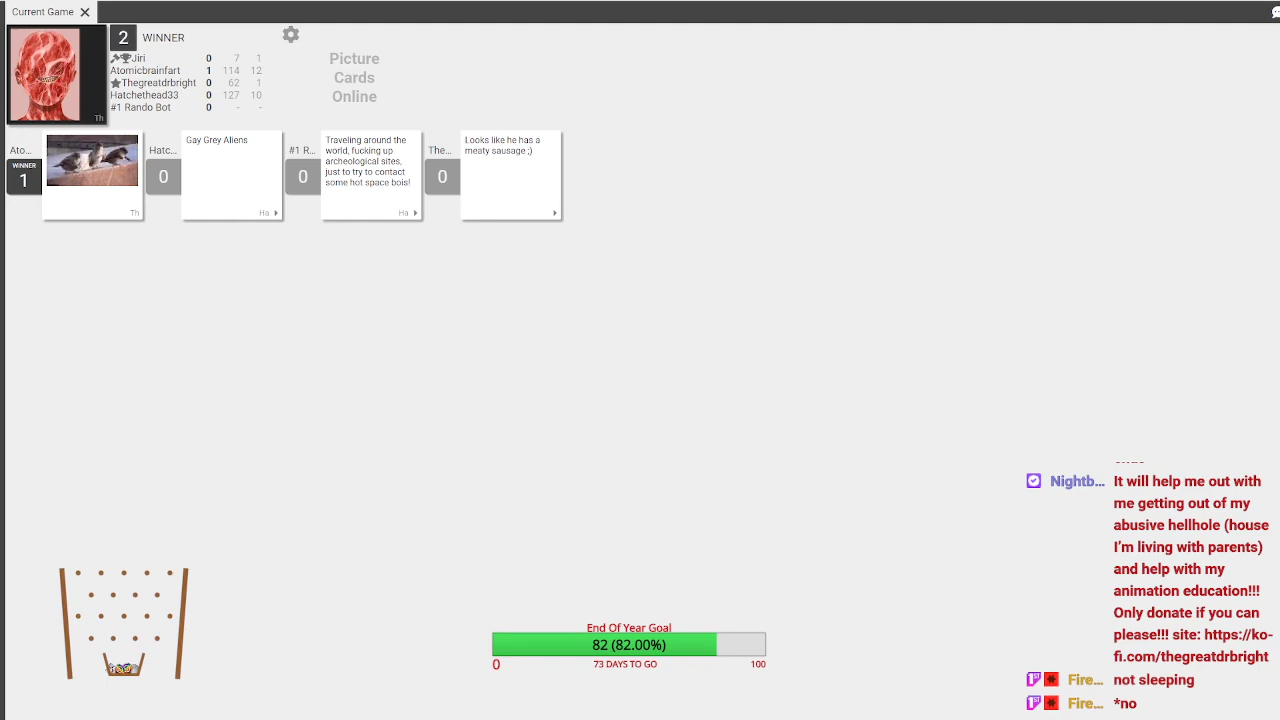 Current Game
2 WINNER
Jiri 0 7 1
Atomicbrainfart 1 114 12
Thegreatdrbright 0 62 1
Hatchethead33 0 127 10
#1 Rando Bot 0 - -
Th
Picture
Cards
Online
Ato...
WINNER
1
Th
Hatc...
0
Gay Grey Aliens
Ha
#1 R...
0
Traveling around the
world, fucking up
archeological sites,
just to try to contact
some hot space bois!
Ha
The...
0
Looks like he has a
meaty sausage ;)
Nightb... It will help me out with
me getting out of my
abusive hellhole (house
I'm living with parents)
and help with my
animation education!!!
Only donate if you can
please!!! site: https://ko-
fi.com/thegreatdrbright
Fire... not sleeping
Fire... *no
End Of Year Goal
82 (82.00%)
0 73 DAYS TO GO 100